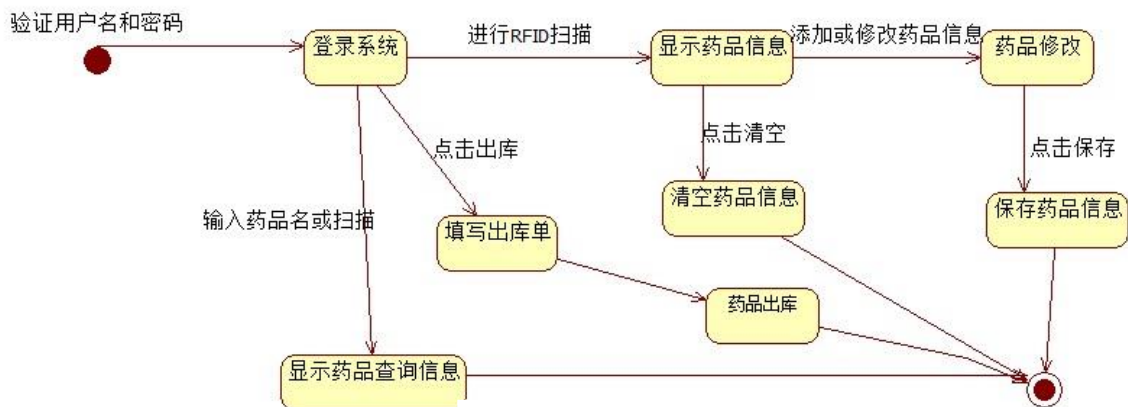 验证用户名和密码
登录系统
进行RFID扫描
显示药品信息
添加或修改药品信息
药品修改
点击出库
点击清空
点击保存
输入药品名或扫描
填写出库单
清空药品信息
保存药品信息
药品出库
显示药品查询信息